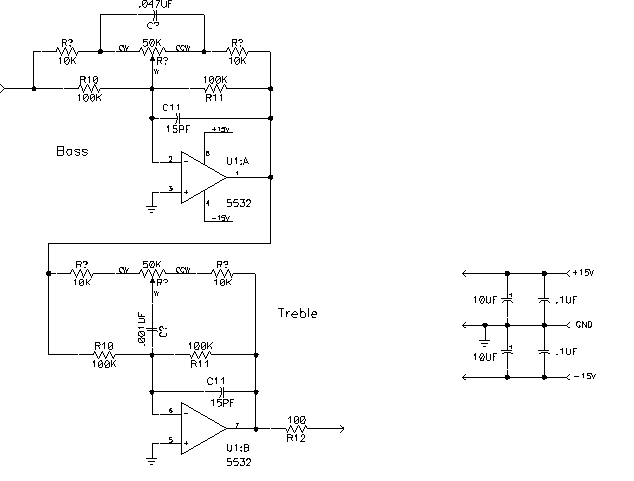 .047UF
C?
R? CW 50K CCW R?
10K R? 10K
W
R10 100K
100K R11
C11
15PF
+15V
Bass
2 - 8 U1:A
1
3 + 4 5532
-15V
R? CW 50K CCW R?
10K R? 10K
W
Treble
.001UF C?
R10 100K
100K R11
C11
15PF
6 -
7 100
5 + R12
U1:B
5532
+15V
10UF + .1UF
GND
10UF + .1UF
-15V